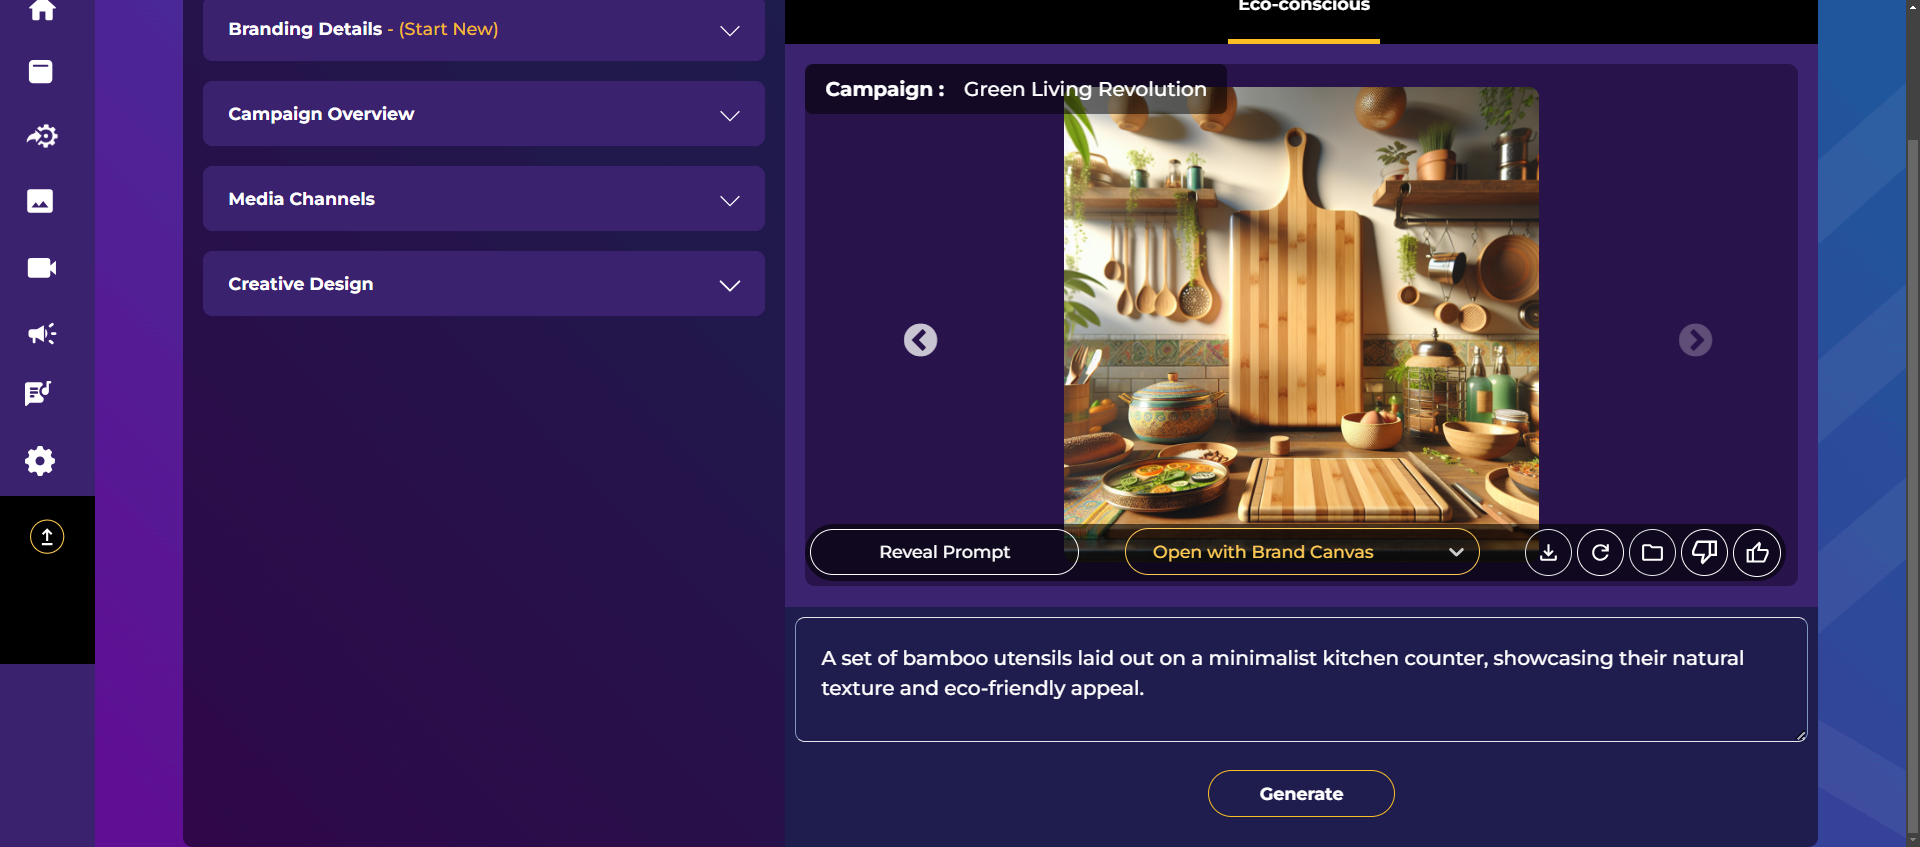 Branding Details - (Start New)
Campaign Overview
Media Channels
Creative Design
Eco-conscious
Campaign : Green Living Revolution
Reveal Prompt
Open with Brand Canvas
A set of bamboo utensils laid out on a minimalist kitchen counter, showcasing their natural
texture and eco-friendly appeal.
Generate